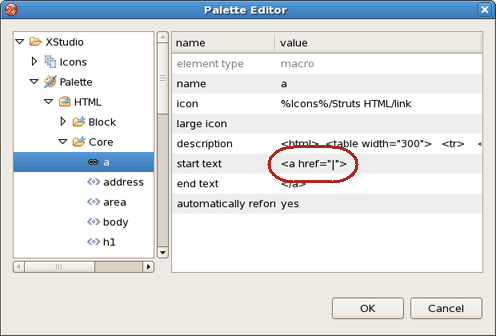 Palette Editor
XStudio
Icons
Palette
HTML
Block
Core
a
address
area
body
h1
name value
element type macro
name a
icon %Icons%/Struts HTML/link
large icon
description <html> <table width="300"> <tr> <
start text <a href="|">
end text </a>
automatically refor yes
OK Cancel